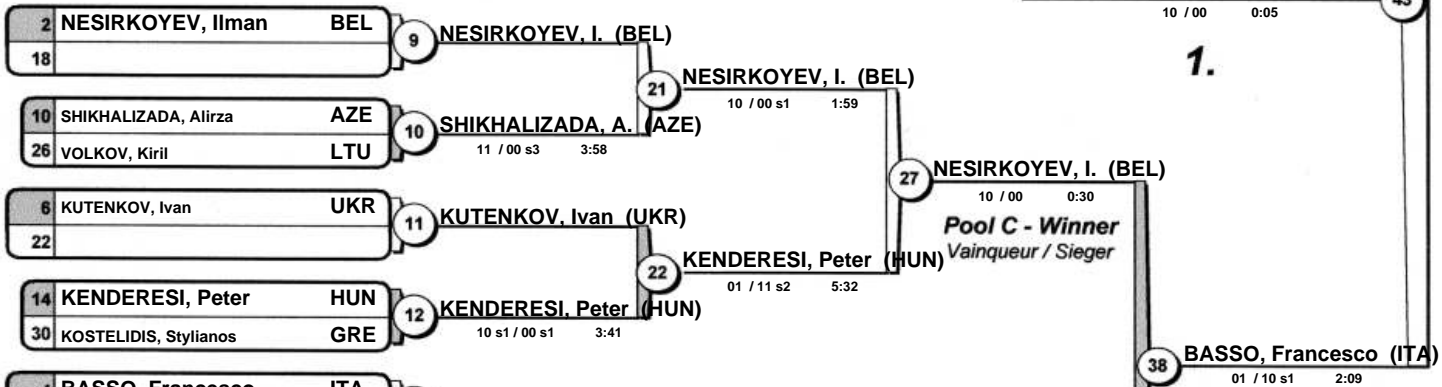 43
10 / 00 0:05
1.
2 NESIRKOYEV, Ilman BEL
18
9
NESIRKOYEV, I. (BEL)
21
NESIRKOYEV, I. (BEL)
10 / 00 s1 1:59
10 SHIKHALIZADA, Alirza AZE
26 VOLKOV, Kiril LTU
10
SHIKHALIZADA, A. (AZE)
11 / 00 s3 3:58
27
NESIRKOYEV, I. (BEL)
10 / 00 0:30
Pool C - Winner
Vainqueur / Sieger
6 KUTENKOV, Ivan UKR
22
11
KUTENKOV, Ivan (UKR)
22
KENDERESI, Peter (HUN)
01 / 11 s2 5:32
14 KENDERESI, Peter HUN
30 KOSTELIDIS, Stylianos GRE
12
KENDERESI, Peter (HUN)
10 s1 / 00 s1 3:41
38
BASSO, Francesco (ITA)
01 / 10 s1 2:09
BASSO, Francesco ITA